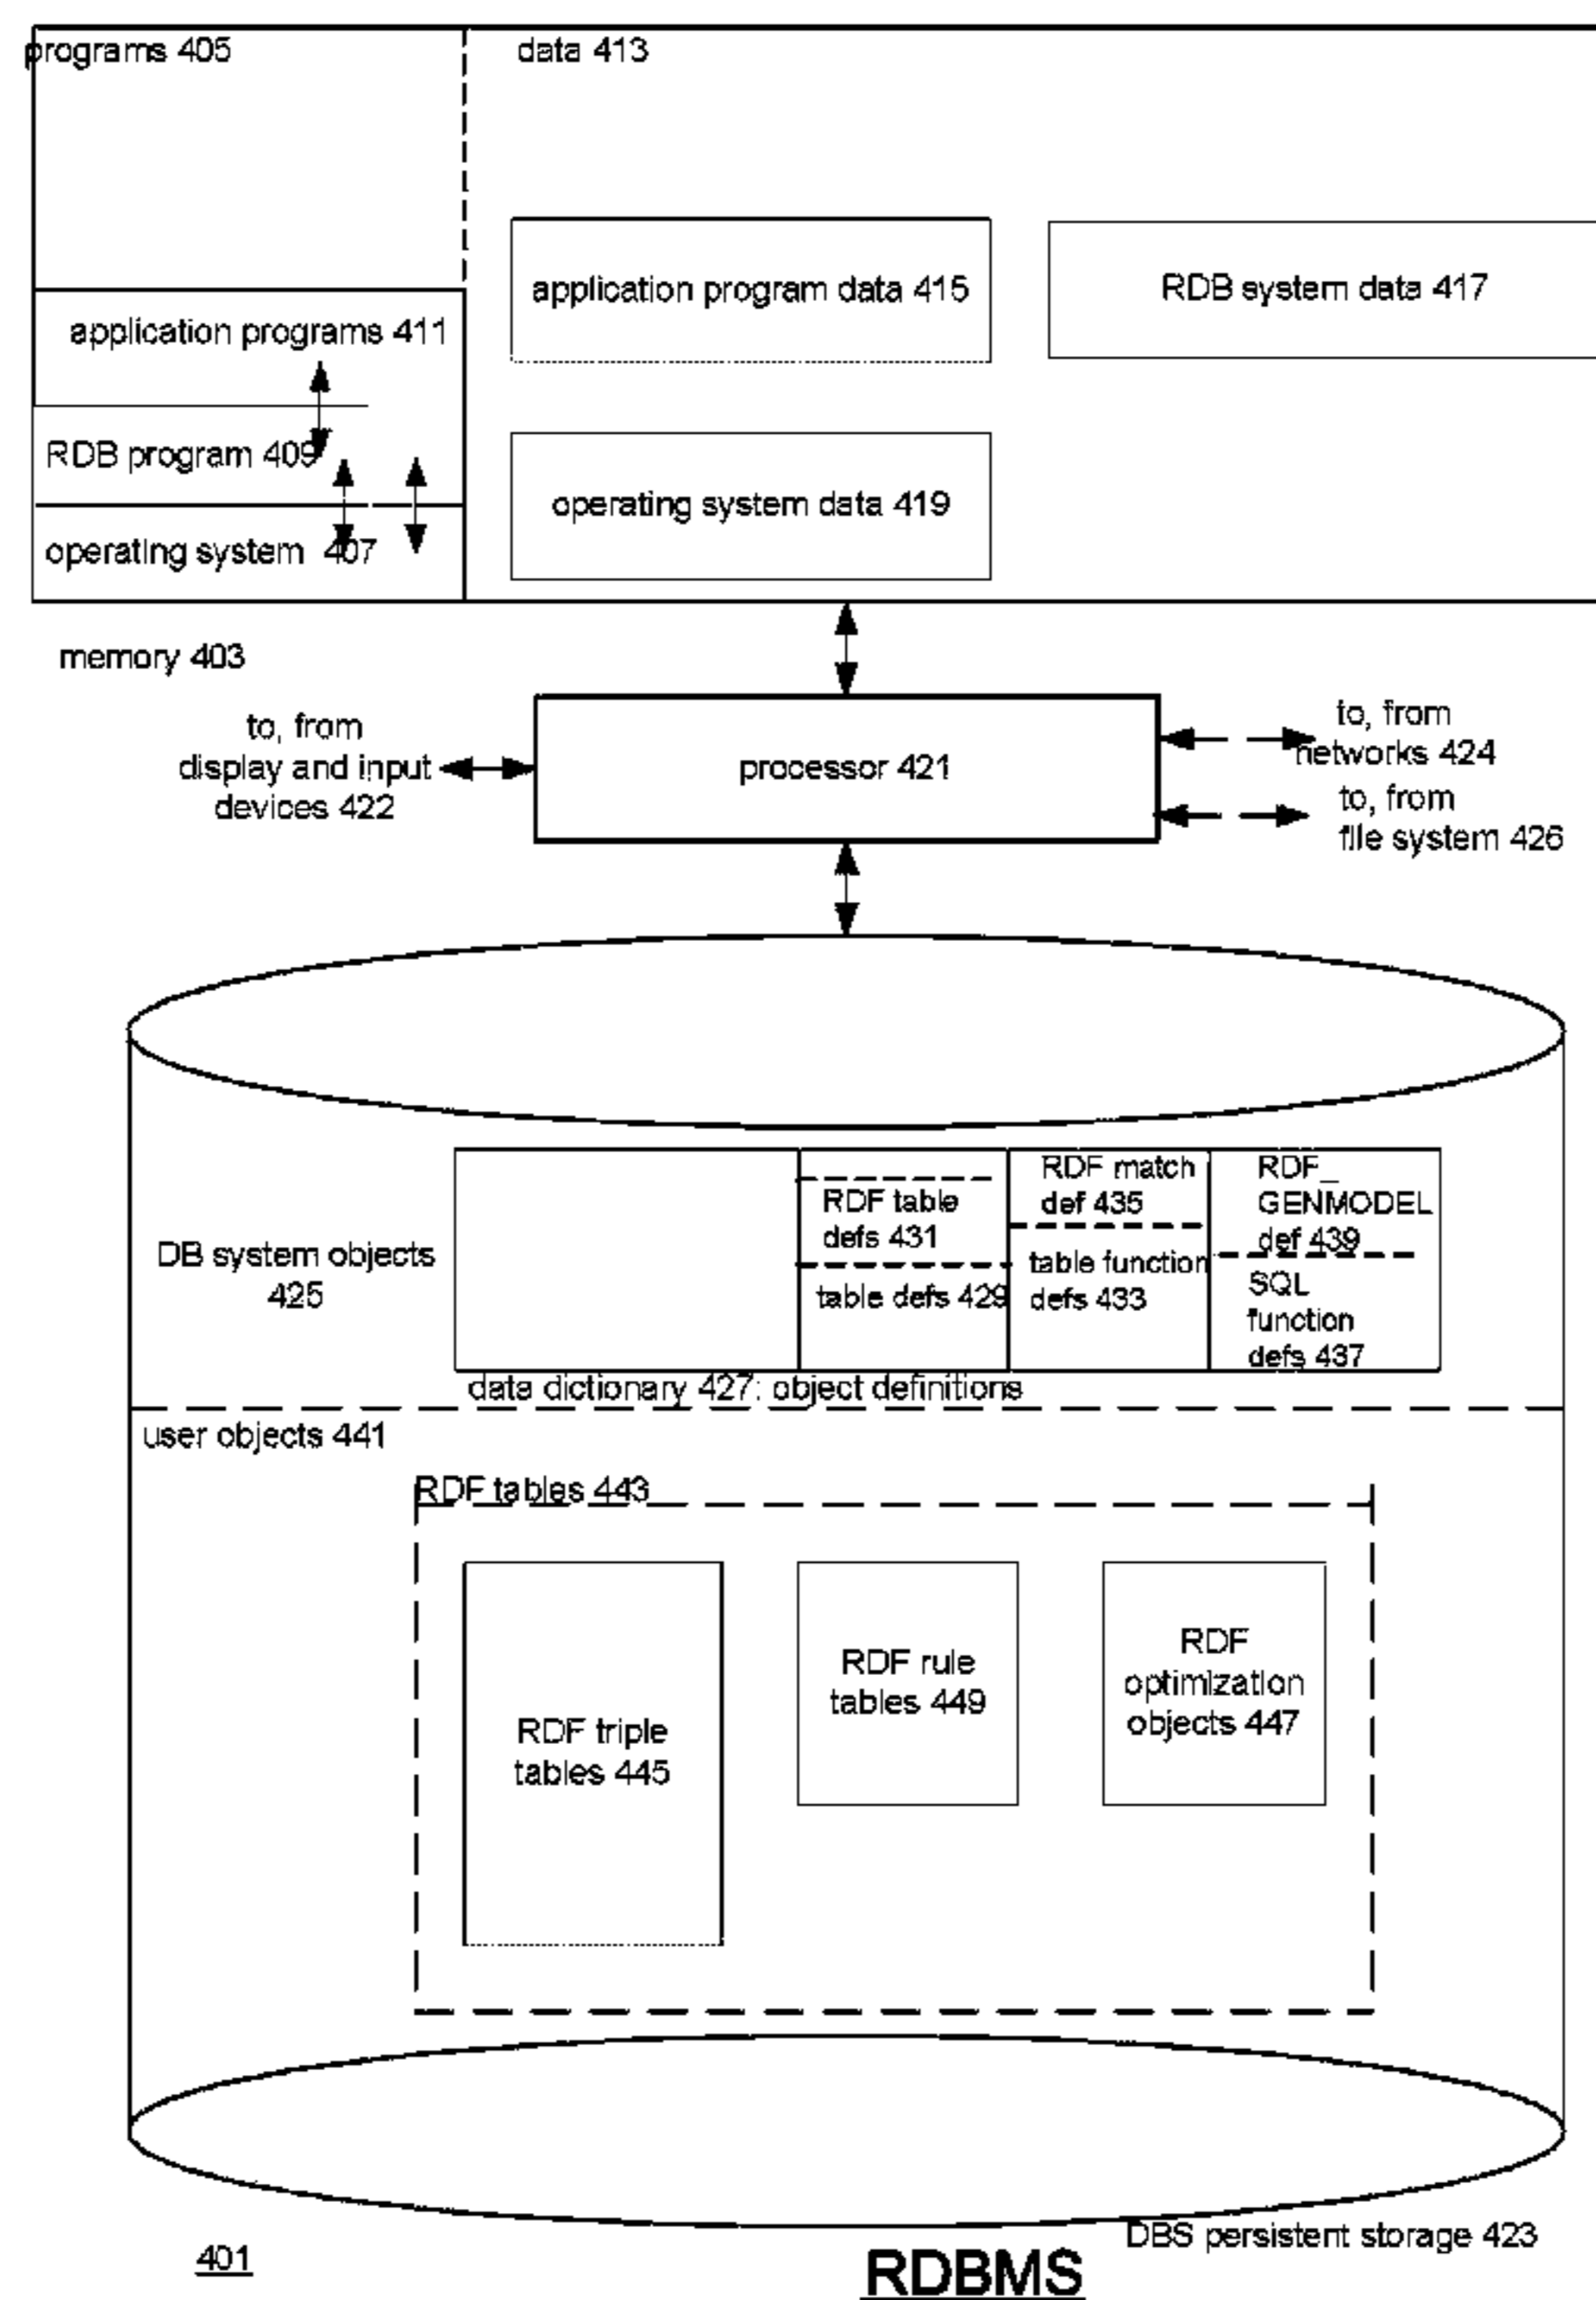 programs 405
data 413
application program data 415
RDB system data 417
application programs 411
RDB program 409
operating system data 419
operating system 407
memory 403
to, from
display and input
devices 422
processor 421
to, from
networks 424
to, from
file system 426
DB system objects
425
RDF table
defs 431
table defs 429
RDF match
def 435
table function
defs 433
RDF_
GENMODEL
def 439
SQL
function
defs 437
data dictionary 427: object definitions
user objects 441
RDF tables 443
RDF triple
tables 445
RDF rule
tables 449
RDF
optimization
objects 447
DBS persistent storage 423
401
RDBMS